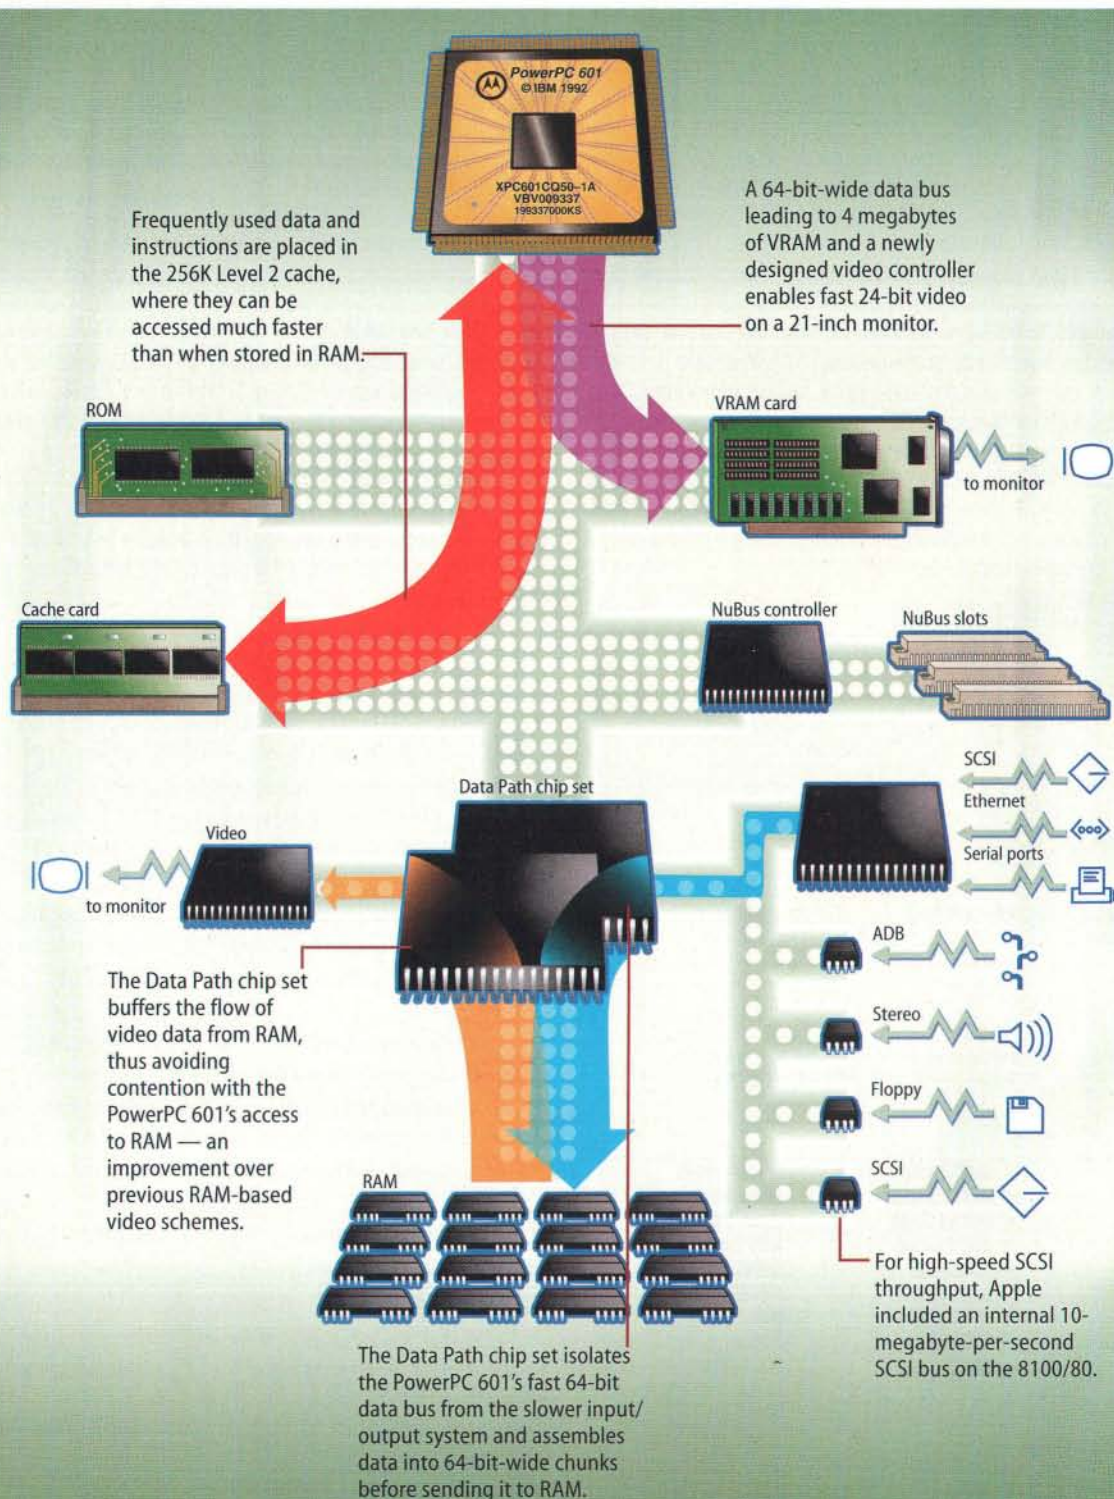 PowerPC 601
© IBM 1992
XPC601CQ50-1A
VBV009337
199337000KS
Frequently used data and
instructions are placed in
the 256K Level 2 cache,
where they can be
accessed much faster
than when stored in RAM.
A 64-bit-wide data bus
leading to 4 megabytes
of VRAM and a newly
designed video controller
enables fast 24-bit video
on a 21-inch monitor.
ROM
VRAM card
to monitor
Cache card
NuBus controller
NuBus slots
Data Path chip set
SCSI
Ethernet
Serial ports
Video
to monitor
ADB
Stereo
Floppy
SCSI
The Data Path chip set
buffers the flow of
video data from RAM,
thus avoiding
contention with the
PowerPC 601's access
to RAM — an
improvement over
previous RAM-based
video schemes.
RAM
For high-speed SCSI
throughput, Apple
included an internal 10-
megabyte-per-second
SCSI bus on the 8100/80.
The Data Path chip set isolates
the PowerPC 601's fast 64-bit
data bus from the slower input/
output system and assembles
data into 64-bit-wide chunks
before sending it to RAM.